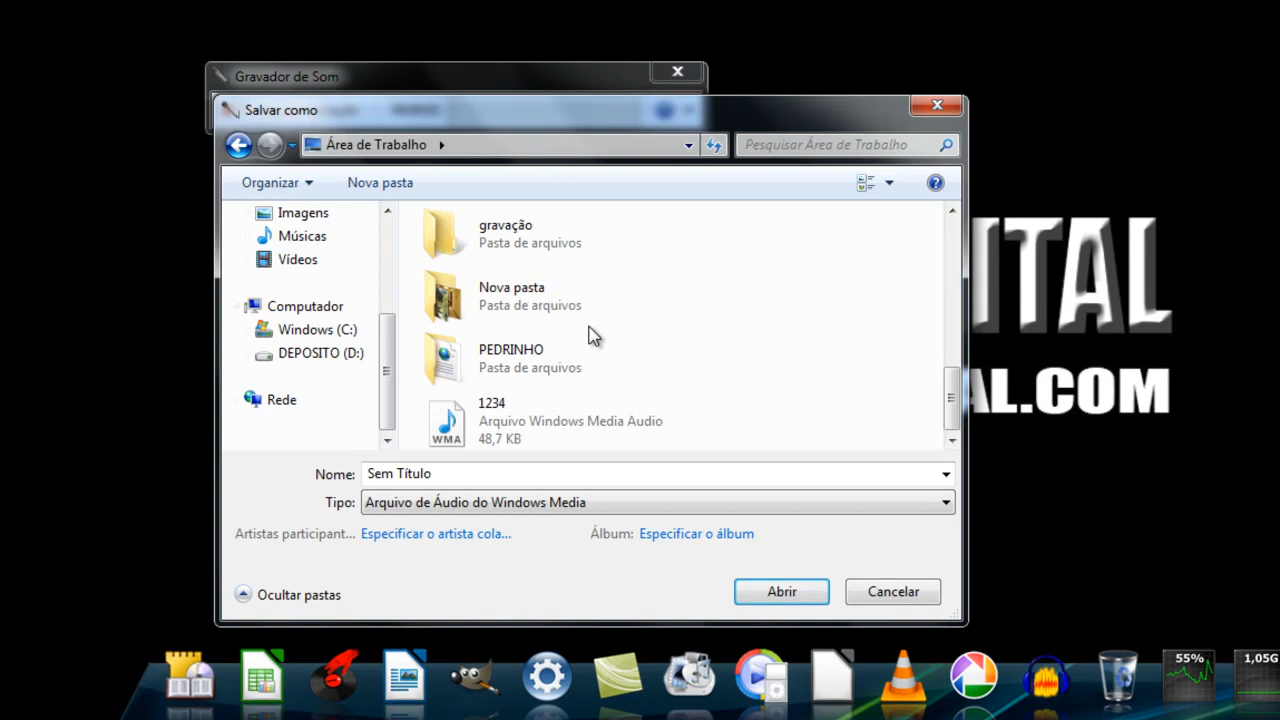 Gravador de Som
Salvar como
Área de Trabalho
Pesquisar Área de Trabalho
Organizar
Nova pasta
Imagens
Músicas
Vídeos
Computador
Windows (C:)
DEPOSITO (D:)
Rede
gravação
Pasta de arquivos
Nova pasta
Pasta de arquivos
PEDRINHO
Pasta de arquivos
WMA
1234
Arquivo Windows Media Audio
48,7 KB
Nome: Sem Título
Tipo: Arquivo de Áudio do Windows Media
Artistas participant... Especificar o artista cola... Álbum: Especificar o álbum
Ocultar pastas
Abrir
Cancelar
ITAL
AL.COM
55%
1,05G